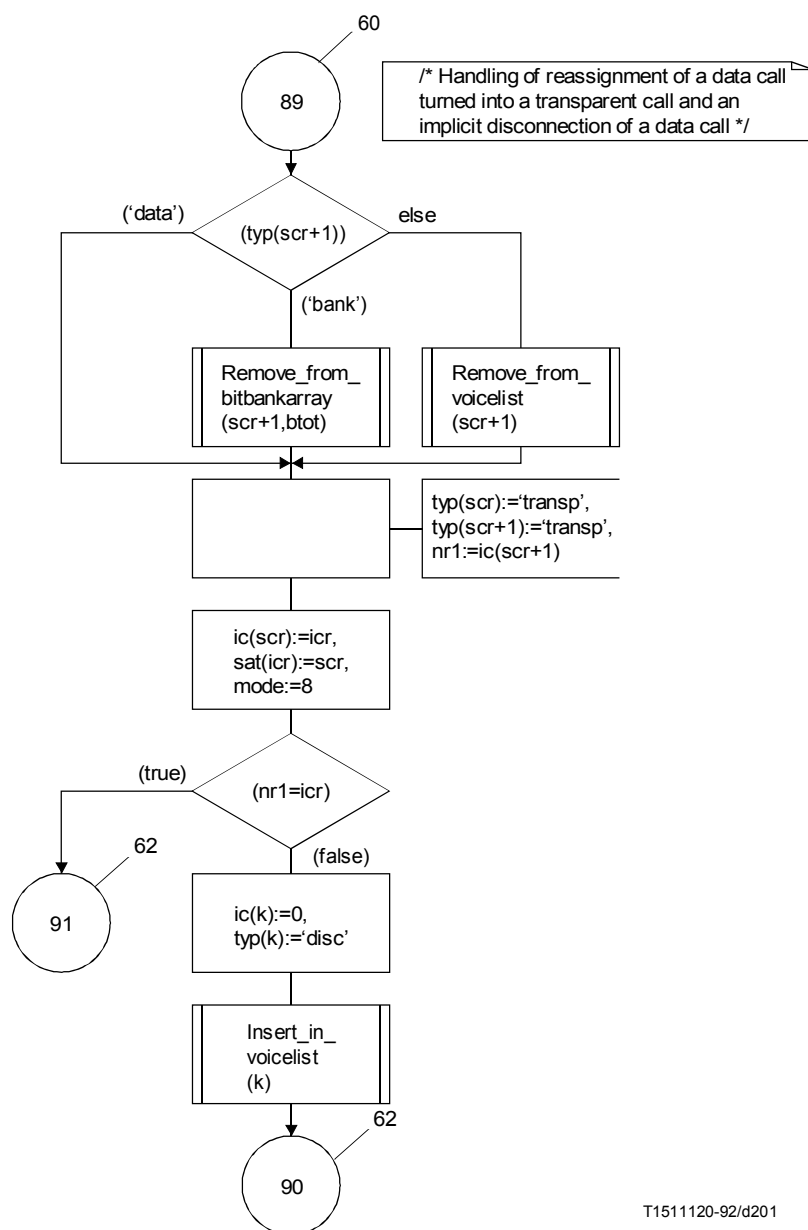 60
89
/* Handling of reassignment of a data call
turned into a transparent call and an
implicit disconnection of a data call */
(‘data’)
(typ(scr+1))
else
(‘bank’)
Remove_from_
bitbankarray
(scr+1,btot)
Remove_from_
voicelist
(scr+1)
typ(scr):=‘transp’,
typ(scr+1):=‘transp’,
nr1:=ic(scr+1)
ic(scr):=icr,
sat(icr):=scr,
mode:=8
(true)
(nr1=icr)
(false)
62
91
ic(k):=0,
typ(k):=‘disc’
Insert_in_
voicelist
(k)
62
90
T1511120-92/d201